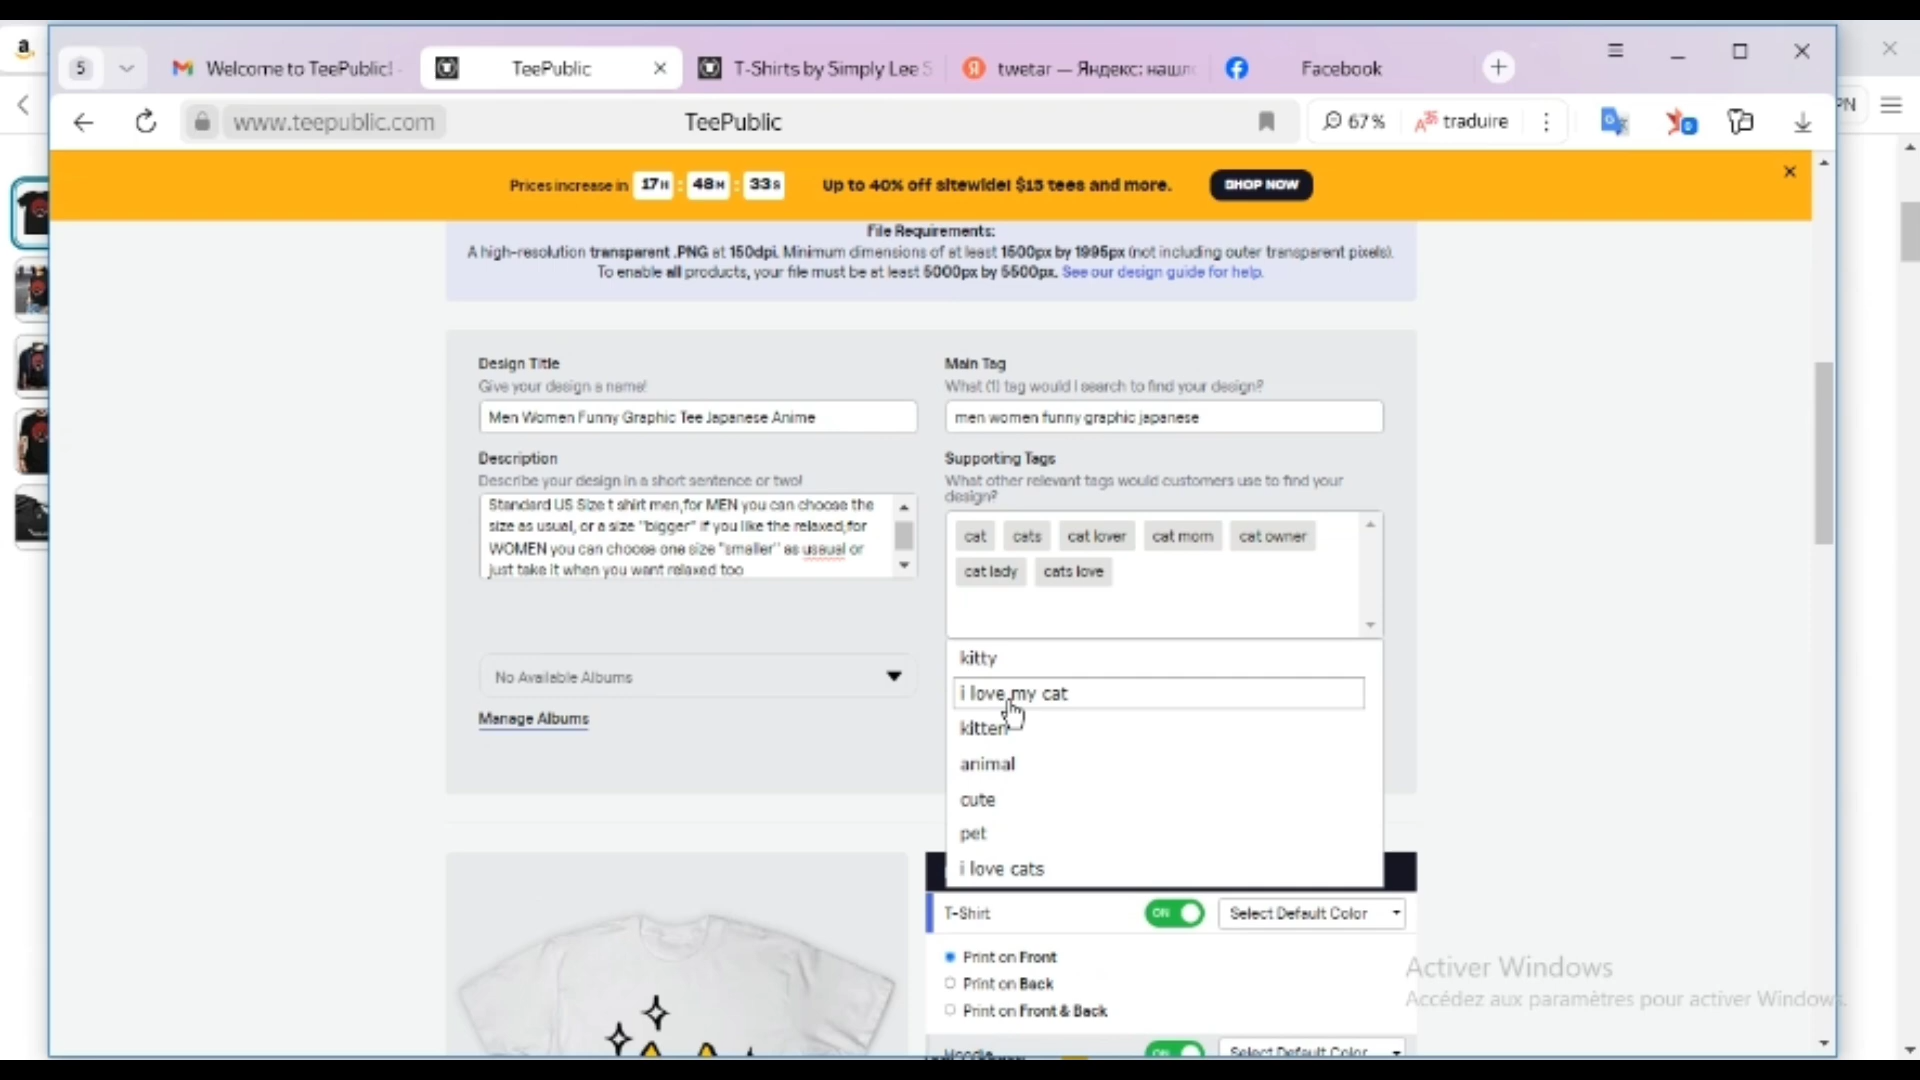 a
5
Welcome to TeePublic!
TeePublic
T-Shirts by Simply Lee S
twetar — Яндекс: нашл
Facebook
www.teepublic.com
TeePublic
67%
traduire
PN
Prices increase in 17H : 48M : 33S
Up to 40% off sitewide! $15 tees and more.
SHOP NOW
File Requirements:
A high-resolution transparent .PNG at 150dpi. Minimum dimensions of at least 1500px by 1995px (not including outer transparent pixels).
To enable all products, your file must be at least 5000px by 5500px. See our design guide for help.
Design Title
Give your design a name!
Men Women Funny Graphic Tee Japanese Anime
Description
Describe your design in a short sentence or two!
Standard US Size t shirt men,for MEN you can choose the
size as usual, or a size "bigger" if you like the relaxed,for
WOMEN you can choose one size "smaller" as usaual or
just take it when you want relaxed too
No Available Albums
Manage Albums
Main Tag
What (1) tag would I search to find your design?
men women funny graphic japanese
Supporting Tags
What other relevant tags would customers use to find your
design?
cat cats cat lover cat mom cat owner
cat lady cats love
kitty
i love my cat
kitten
animal
cute
pet
i love cats
T-Shirt
ON
Select Default Color
Print on Front
Print on Back
Print on Front & Back
Hoodie
ON
Select Default Color
Activer Windows
Accédez aux paramètres pour activer Windows.